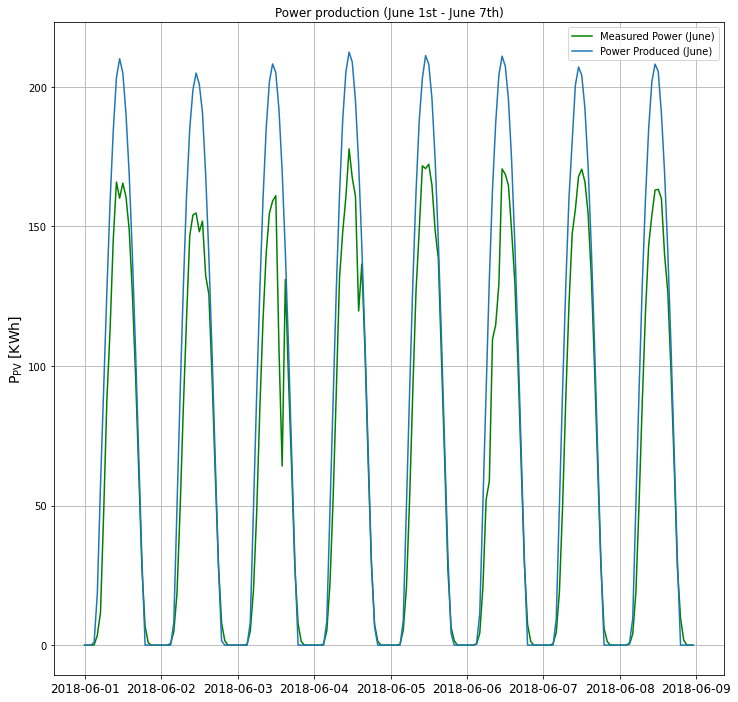 Power production (June 1st - June 7th)
Measured Power (June)
Power Produced (June)
200
150
100
50
0
P_PV [KWh]
2018-06-01 2018-06-02 2018-06-03 2018-06-04 2018-06-05 2018-06-06 2018-06-07 2018-06-08 2018-06-09